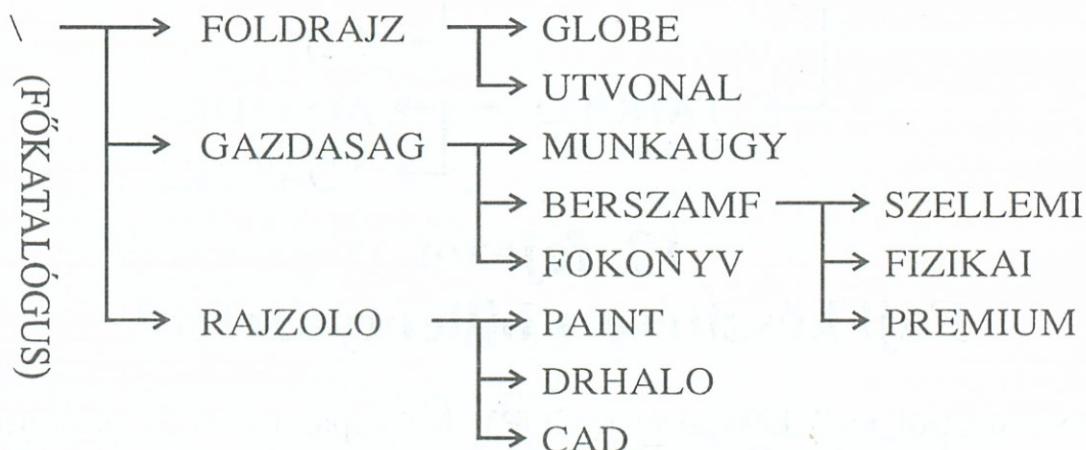 \ (FŐKATALÓGUS)
FOLDRAJZ GLOBE
UTVONAL
GAZDASAG MUNKAUGY
BERSZAMF SZELLEMI
FOKONYV FIZIKAI
RAJZOLO PAINT PREMIUM
DRHALO
CAD